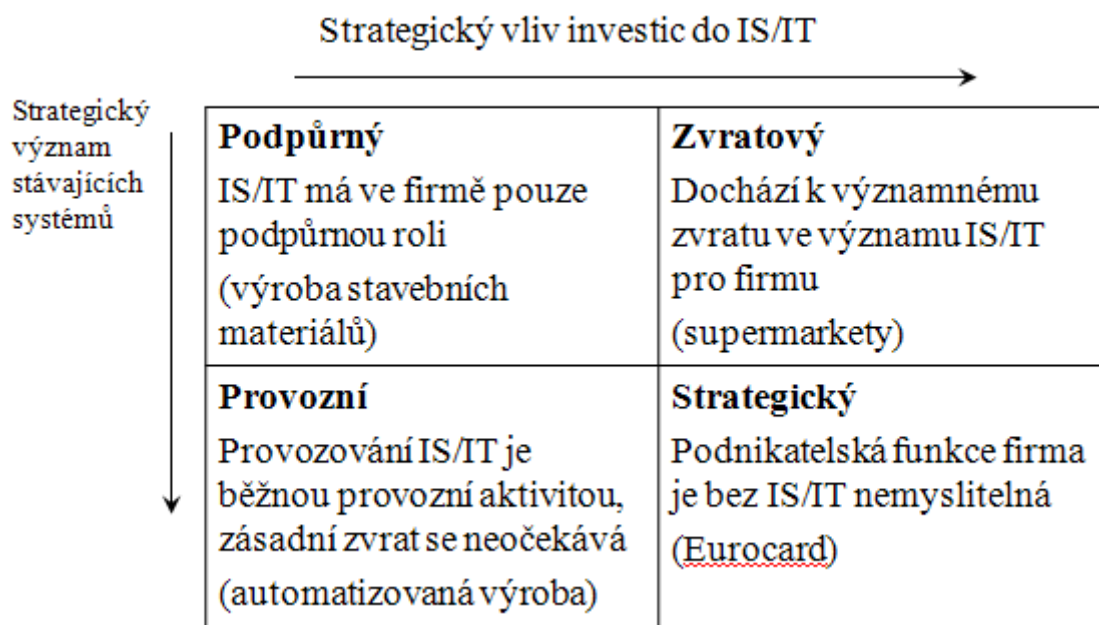 Strategický vliv investic do IS/IT
Strategický
význam
stávajících
systémů
Podpůrný
IS/IT má ve firmě pouze
podpůrnou roli
(výroba stavebních
materiálů)
Zvratový
Dochází k významnému
zvratu ve významu IS/IT
pro firmu
(supermarkety)
Provozní
Provozování IS/IT je
běžnou provozní aktivitou,
zásadní zvrat se neočekává
(automatizovaná výroba)
Strategický
Podnikatelská funkce firma
je bez IS/IT nemyslitelná
(Eurocard)